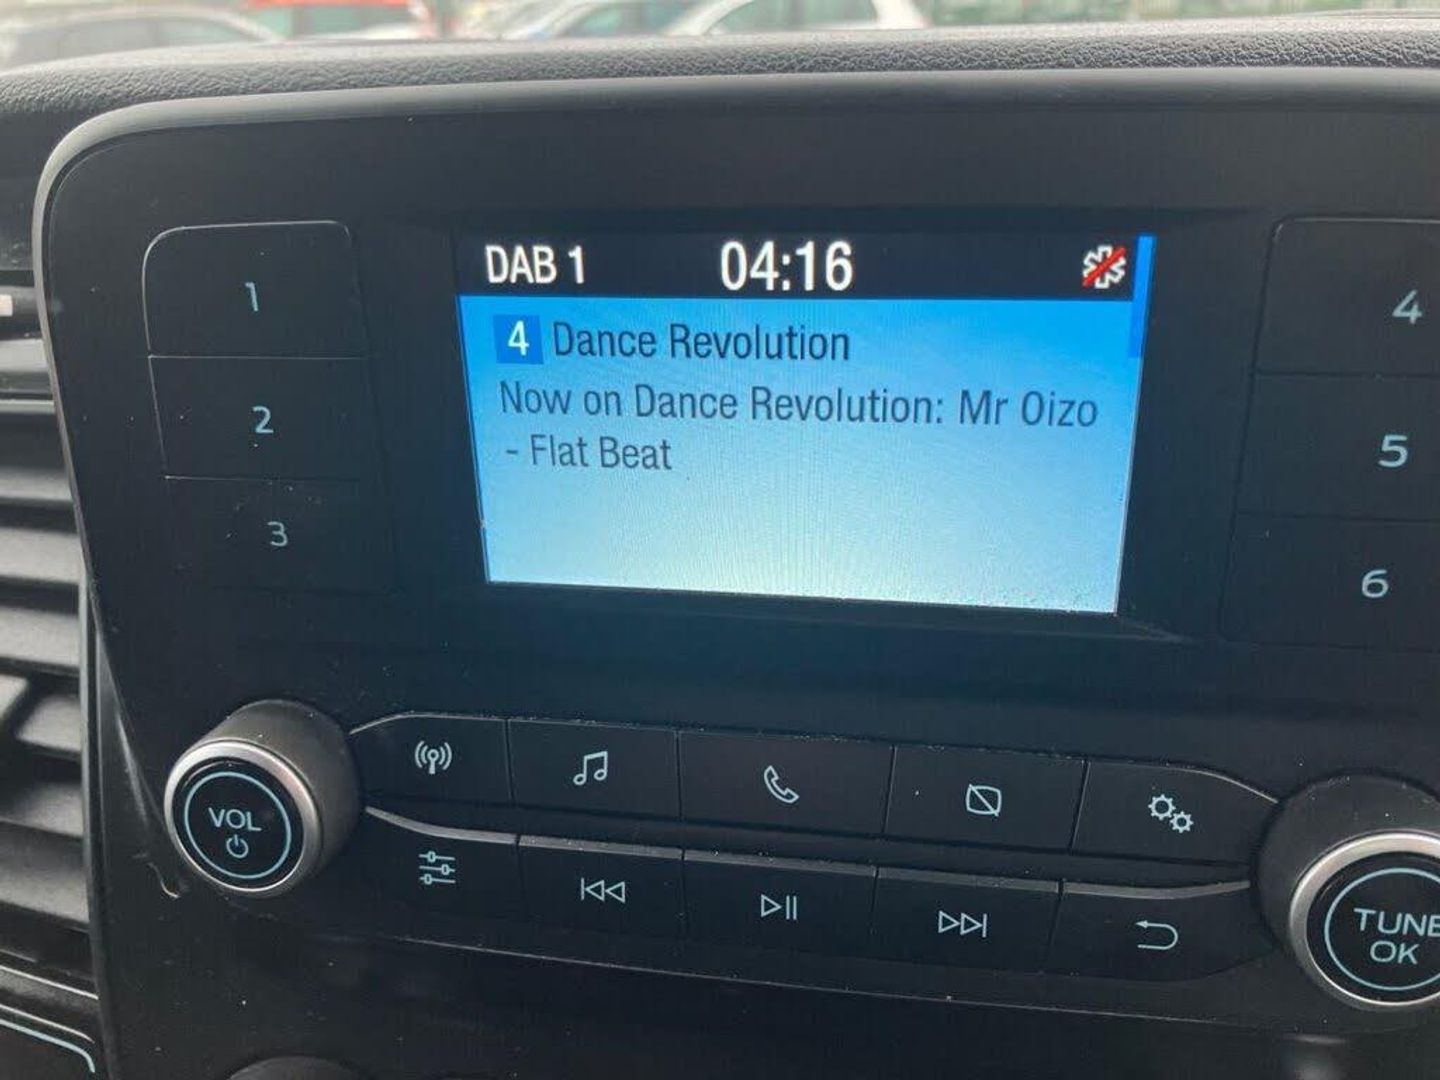 DAB 1 04:16
4 Dance Revolution
Now on Dance Revolution: Mr Oizo
- Flat Beat
1
2
3
4
5
6
VOL
TUNE
OK